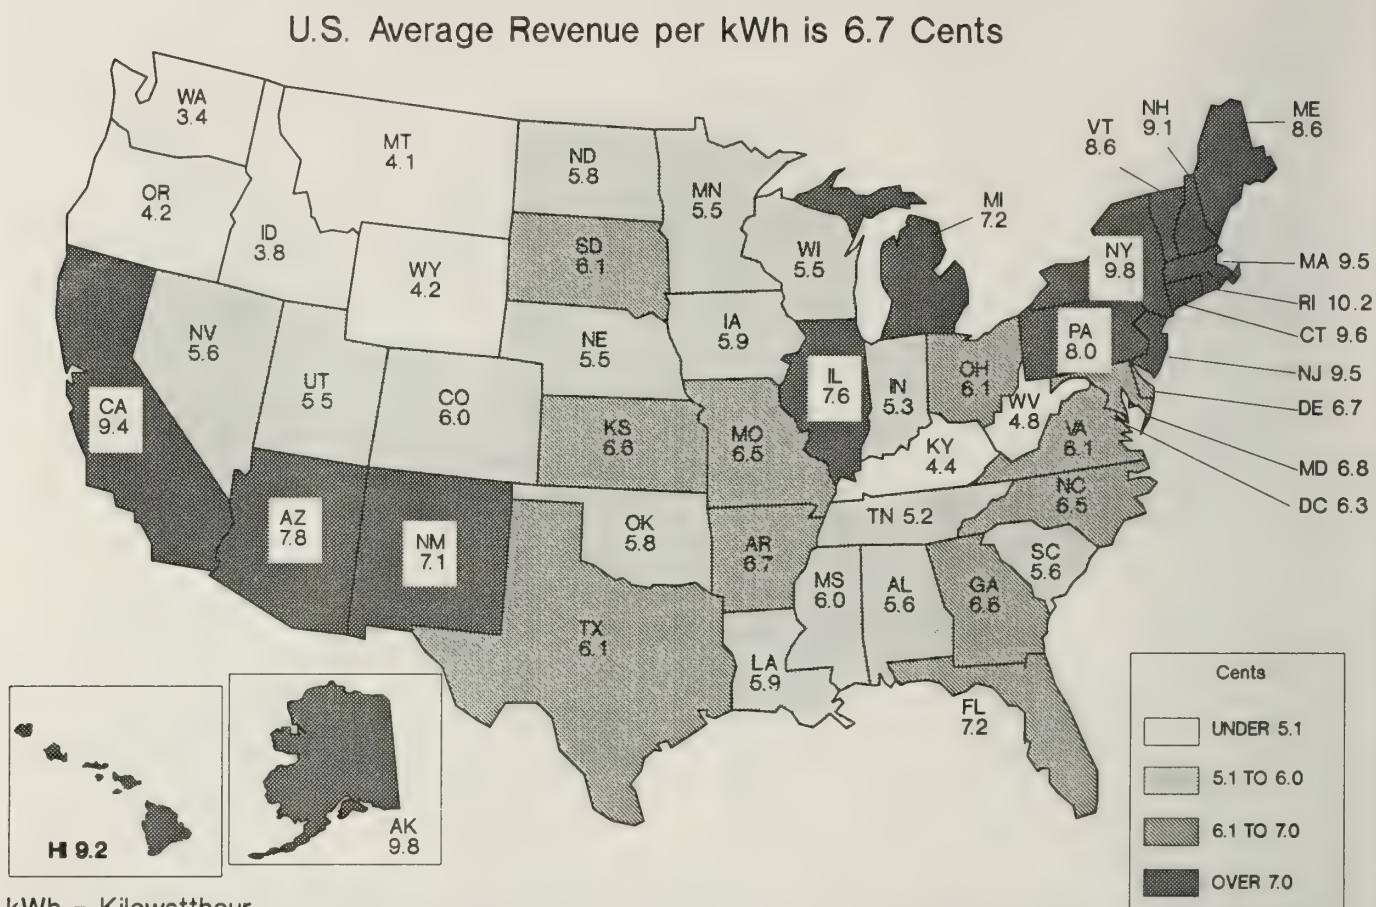 U.S. Average Revenue per kWh is 6.7 Cents
WA
3.4
MT
4.1
ND
5.8
MN
5.5
OR
4.2
ID
3.8
WY
4.2
SD
6.1
WI
5.5
MI
7.2
VT
8.6
NH
9.1
ME
8.6
NY
9.8
MA 9.5
RI 10.2
CT 9.6
NJ 9.5
DE 6.7
MD 6.8
DC 6.3
NV
5.6
UT
5 5
CO
6.0
NE
5.5
IA
5.9
IL
7.6
IN
5.3
OH
6.1
PA
8.0
WV
4.8
VA
6.1
KY
4.4
CA
9.4
KS
6.6
MO
6.5
AZ
7.8
NM
7.1
OK
5.8
AR
6.7
TN 5.2
NC
6.5
SC
5.6
MS
6.0
AL
5.6
GA
6.6
TX
6.1
LA
5.9
FL
7.2
HI 9.2
AK
9.8
Cents
UNDER 5.1
5.1 TO 6.0
6.1 TO 7.0
OVER 7.0
kWh = Kilowatthour